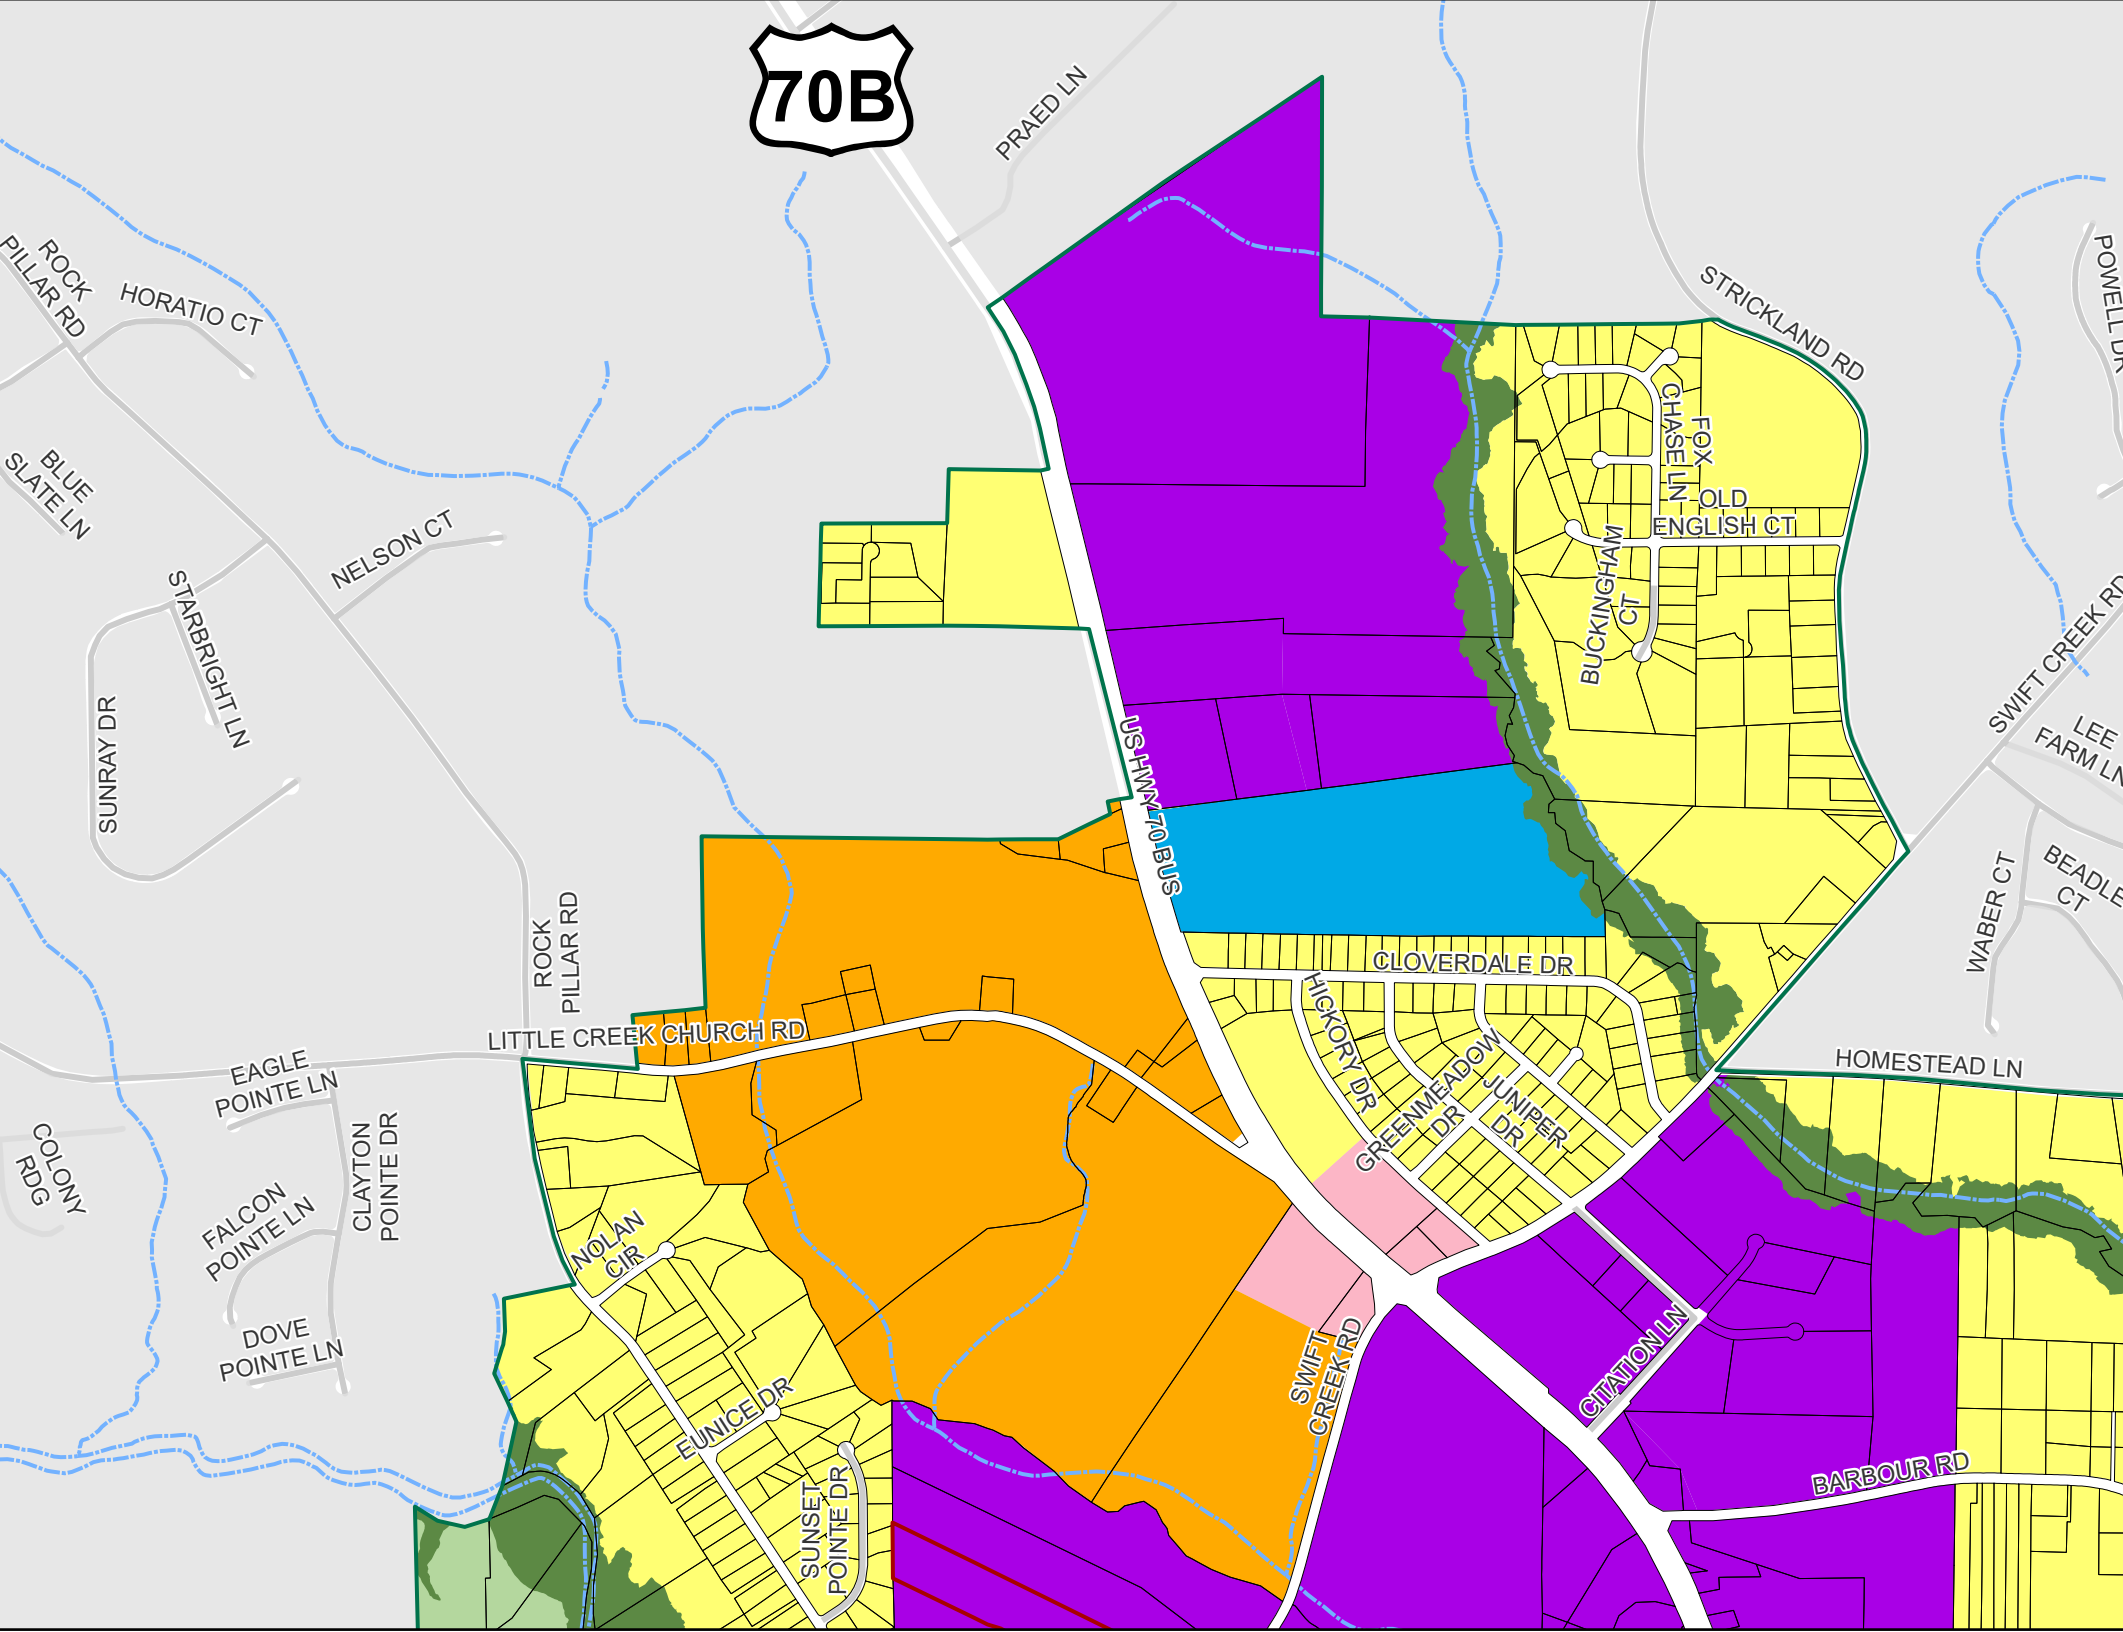 70B
PRAED LN
ROCK
PILLAR RD
HORATIO CT
STRICKLAND RD
POWELL DR
BLUE
SLATE LN
NELSON CT
FOX
CHASE LN
OLD
ENGLISH CT
BUCKINGHAM
CT
STARBRIGHT LN
SUNRAY DR
SWIFT CREEK RD
LEE
FARM LN
US HWY 70 BUS
BEADLE
CT
WABER CT
ROCK
PILLAR RD
CLOVERDALE DR
HICKORY DR
LITTLE CREEK CHURCH RD
GREENMEADOW
DR
JUNIPER
DR
HOMESTEAD LN
EAGLE
POINTE LN
COLONY
RDG
CLAYTON
POINTE DR
FALCON
POINTE LN
NOLAN
CIR
DOVE
POINTE LN
SWIFT
CREEK RD
CITATION LN
EUNICE DR
SUNSET
POINTE DR
BARBOUR RD